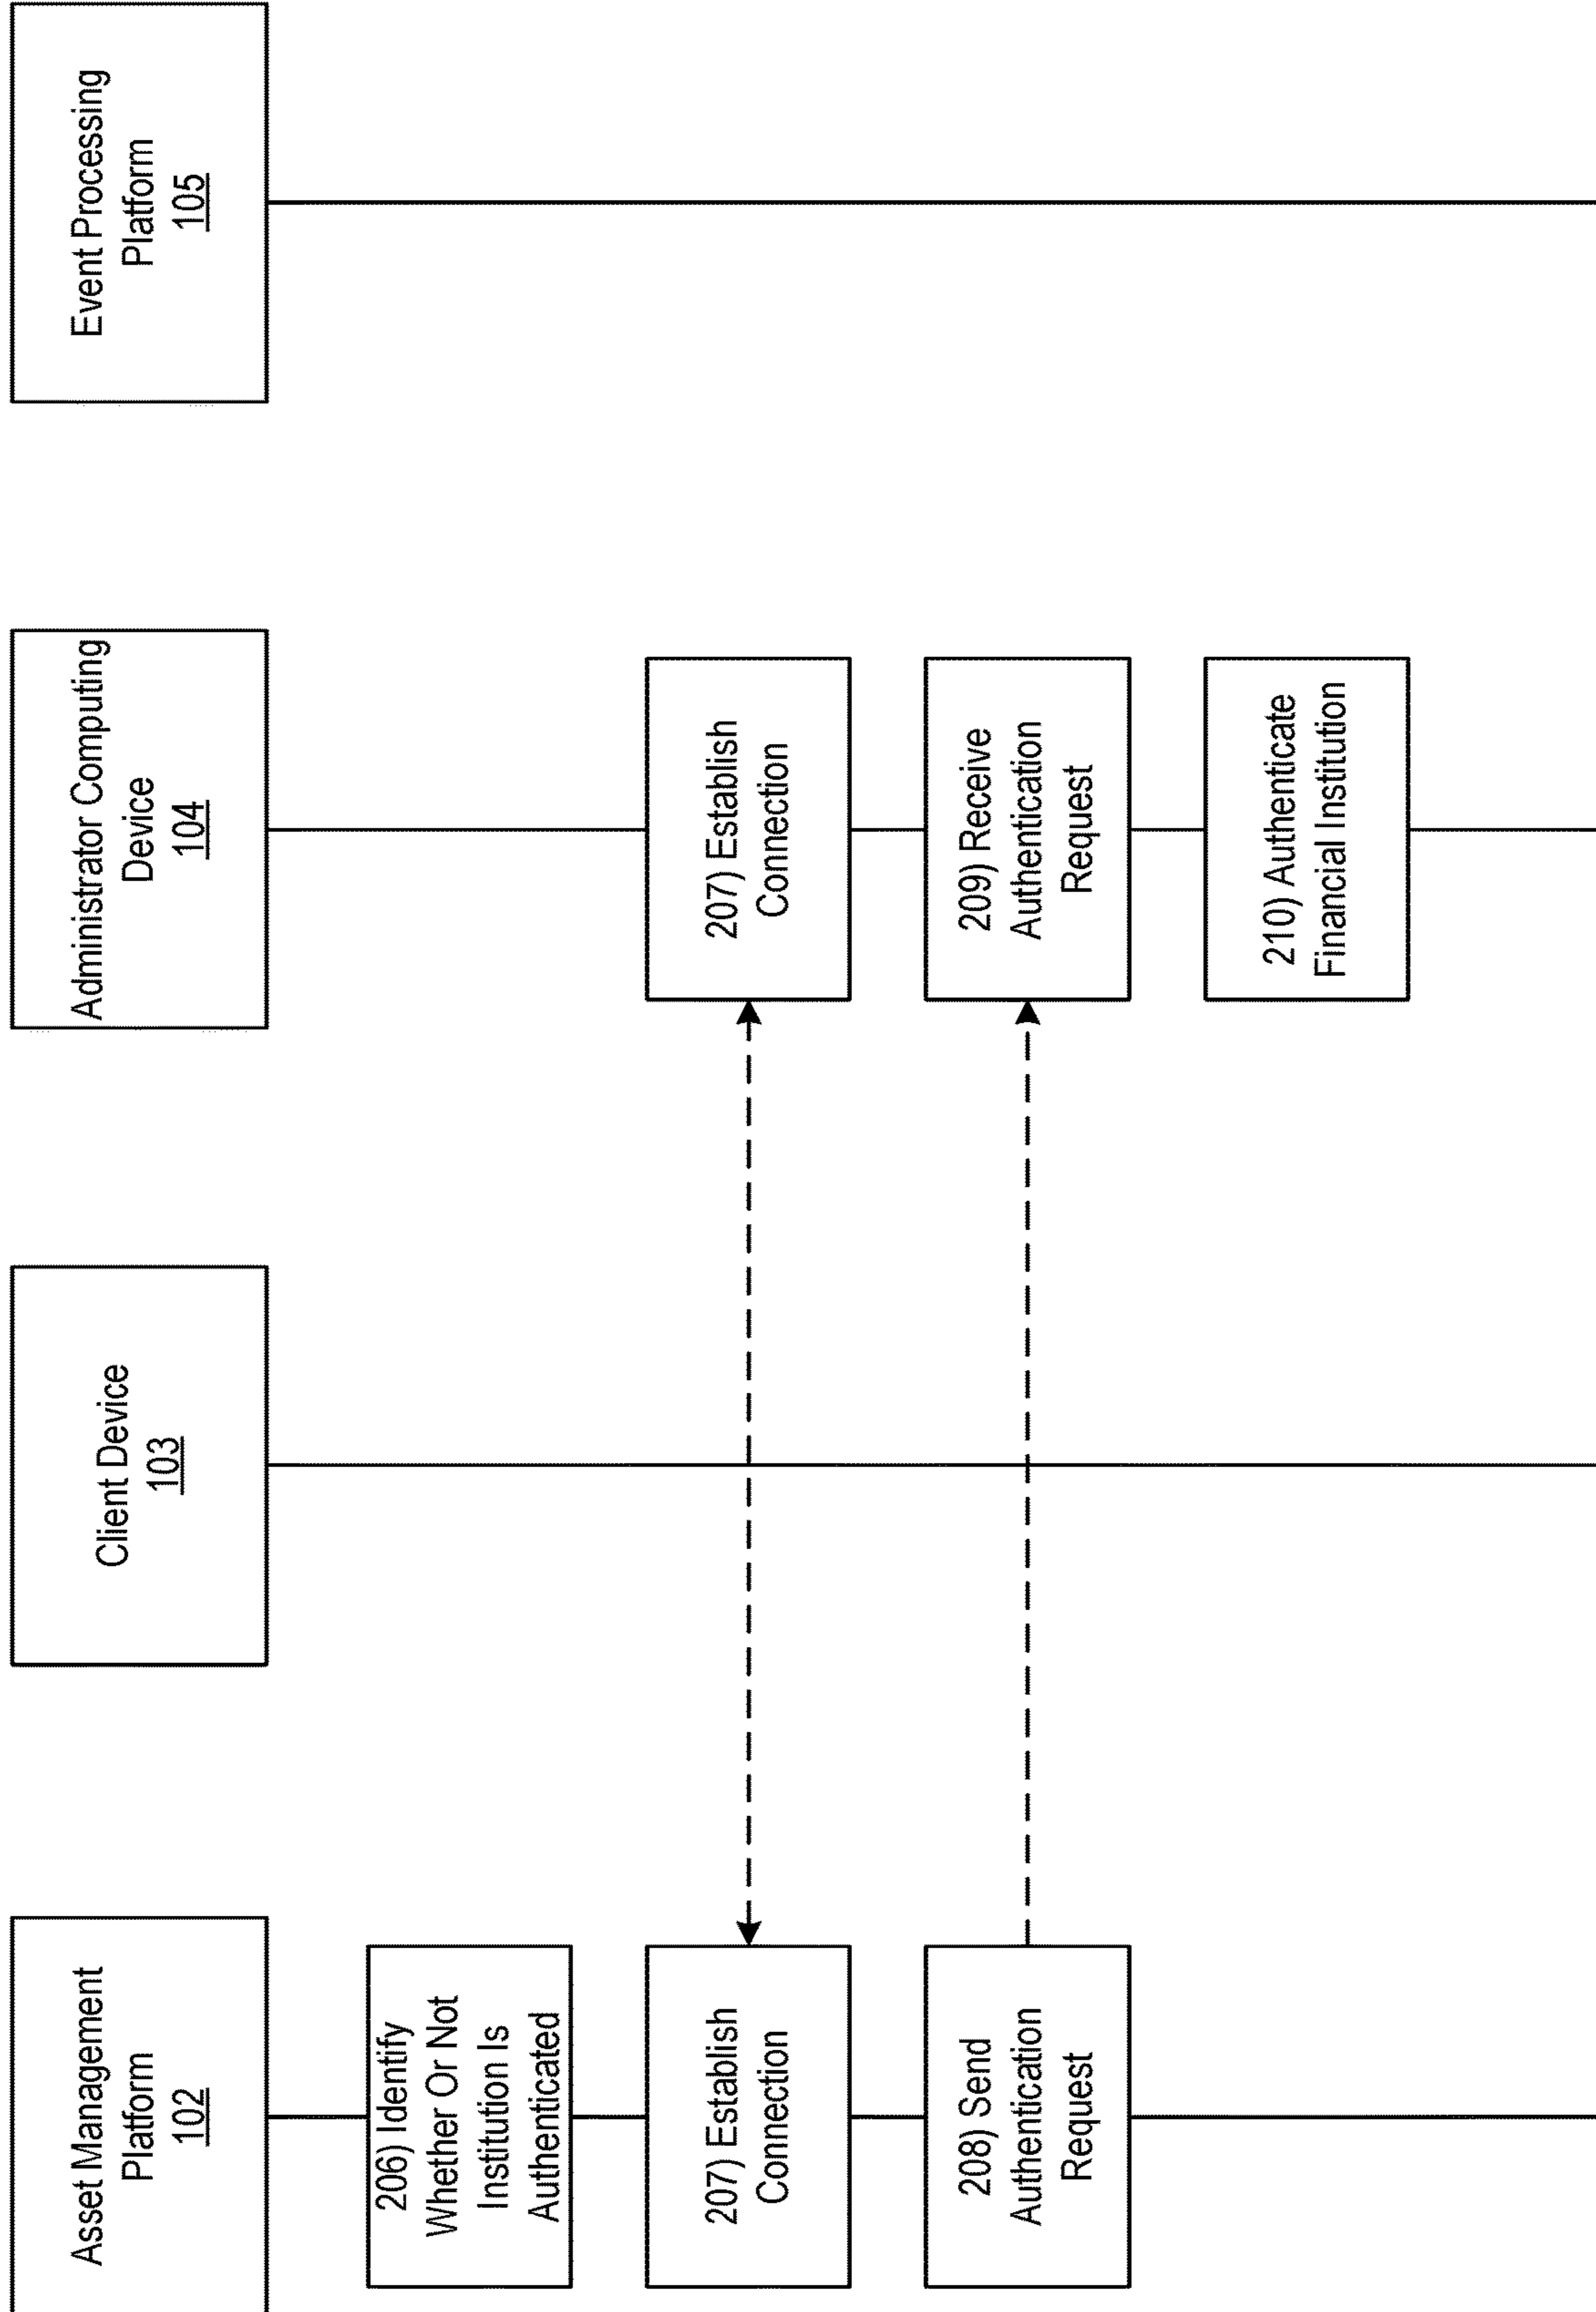 Asset Management
Platform
102
Client Device
103
Administrator Computing
Device
104
Event Processing
Platform
105
206) Identify
Whether Or Not
Institution Is
Authenticated
207) Establish
Connection
207) Establish
Connection
208) Send
Authentication
Request
209) Receive
Authentication
Request
210) Authenticate
Financial Institution